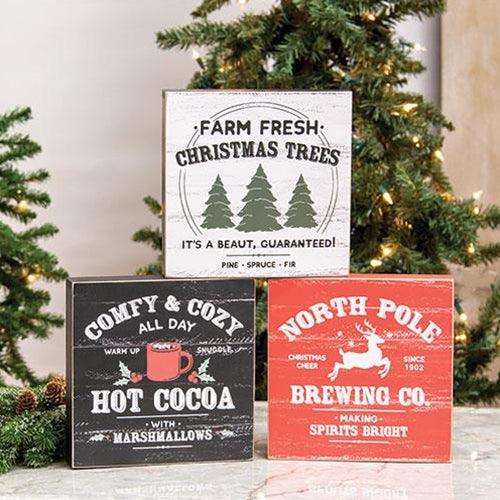 ·FARM FRESH·
CHRISTMAS TREES
IT'S A BEAUT, GUARANTEED!
PINE · SPRUCE · FIR
COMFY & COZY
ALL DAY
WARM UP SNUGGLE
HOT COCOA
-WITH-
MARSHMALLOWS
NORTH POLE
CHRISTMAS CHEER
SINCE 1902
BREWING CO.
-MAKING-
SPIRITS BRIGHT